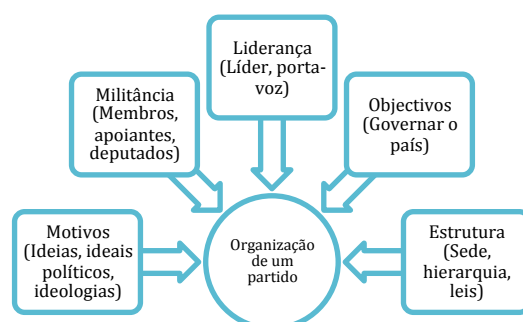 Liderança
(Líder, porta-
voz)
Militância
(Membros,
apoiantes,
deputados)
Objectivos
(Governar o
país)
Motivos
(Ideias, ideais
políticos,
ideologias)
Organização
de um
partido
Estrutura
(Sede,
hierarquia,
leis)